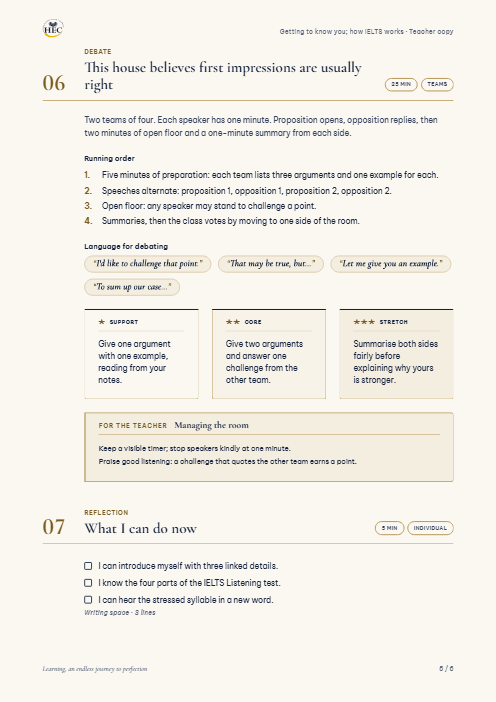 HEC
Getting to know you; how IELTS works · Teacher copy
DEBATE
06
This house believes first impressions are usually
right
25 MIN
TEAMS
Two teams of four. Each speaker has one minute. Proposition opens, opposition replies, then
two minutes of open floor and a one-minute summary from each side.
Running order
1. Five minutes of preparation: each team lists three arguments and one example for each.
2. Speeches alternate: proposition 1, opposition 1, proposition 2, opposition 2.
3. Open floor: any speaker may stand to challenge a point.
4. Summaries, then the class votes by moving to one side of the room.
Language for debating
“I'd like to challenge that point.” “That may be true, but…” “Let me give you an example.”
“To sum up our case…”
★ SUPPORT
Give one argument
with one example,
reading from your
notes.
★★ CORE
Give two arguments
and answer one
challenge from the
other team.
★★★ STRETCH
Summarise both sides
fairly before
explaining why yours
is stronger.
FOR THE TEACHER Managing the room
Keep a visible timer; stop speakers kindly at one minute.
Praise good listening: a challenge that quotes the other team earns a point.
REFLECTION
07
What I can do now
5 MIN
INDIVIDUAL
I can introduce myself with three linked details.
I know the four parts of the IELTS Listening test.
I can hear the stressed syllable in a new word.
Writing space · 3 lines
Learning, an endless journey to perfection
6 / 6